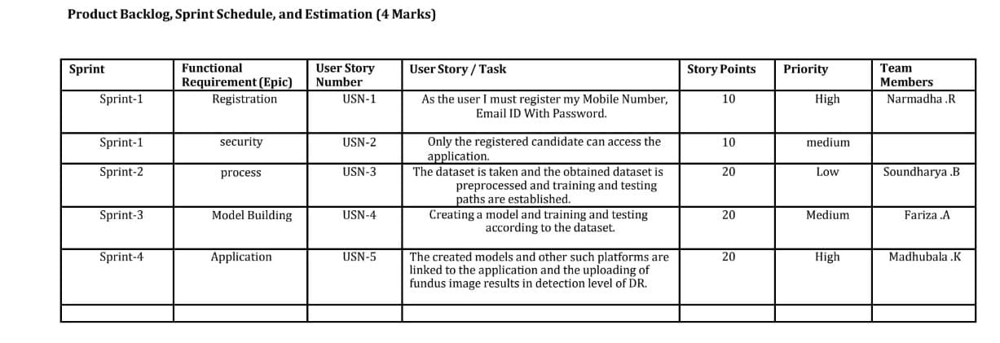 Product Backlog, Sprint Schedule, and Estimation (4 Marks)
Sprint Functional Requirement (Epic) User Story Number User Story / Task Story Points Priority Team Members
Sprint-1 Registration USN-1 As the user I must register my Mobile Number, 10 High Narmadha .R
Email ID With Password.
Sprint-1 security USN-2 Only the registered candidate can access the 10 medium
application.
Sprint-2 process USN-3 The dataset is taken and the obtained dataset is 20 Low Soundharya .B
preprocessed and training and testing
paths are established.
Sprint-3 Model Building USN-4 Creating a model and training and testing 20 Medium Fariza .A
according to the dataset.
Sprint-4 Application USN-5 The created models and other such platforms are 20 High Madhubala .K
linked to the application and the uploading of
fundus image results in detection level of DR.